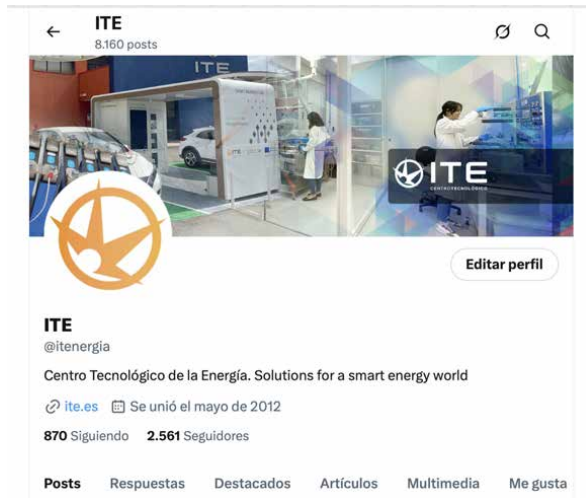 ITE
8.160 posts
ITE
ITE
CENTRO TECNOLÓGICO
Editar perfil
ITE
@itenergia
Centro Tecnológico de la Energía. Solutions for a smart energy world
ite.es Se unió el mayo de 2012
870 Siguiendo 2.561 Seguidores
Posts Respuestas Destacados Artículos Multimedia Me gusta